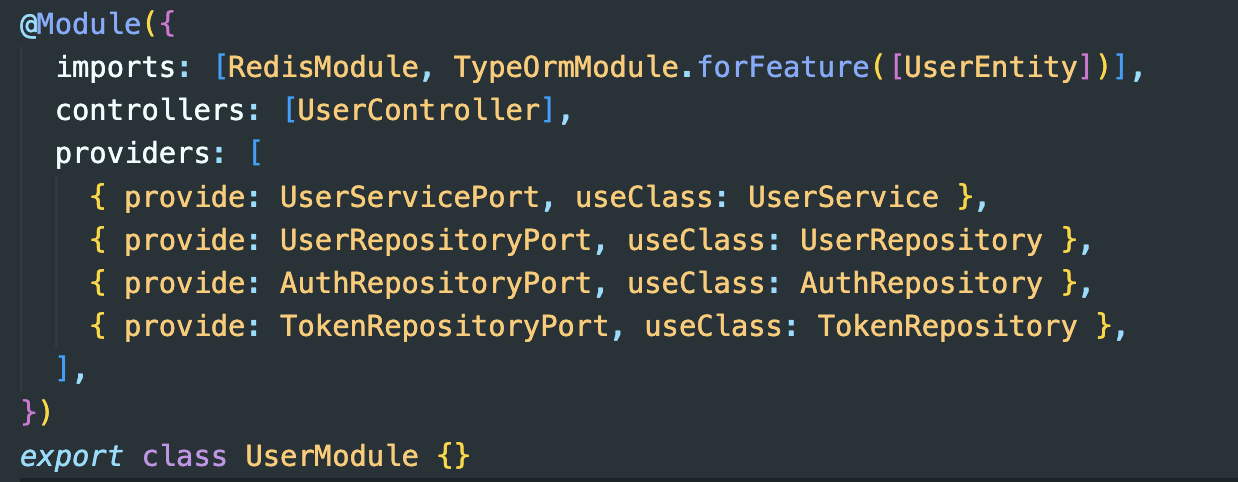 @Module({
  imports: [RedisModule, TypeOrmModule.forFeature([UserEntity])],
  controllers: [UserController],
  providers: [
    { provide: UserServicePort, useClass: UserService },
    { provide: UserRepositoryPort, useClass: UserRepository },
    { provide: AuthRepositoryPort, useClass: AuthRepository },
    { provide: TokenRepositoryPort, useClass: TokenRepository },
  ],
})
export class UserModule {}